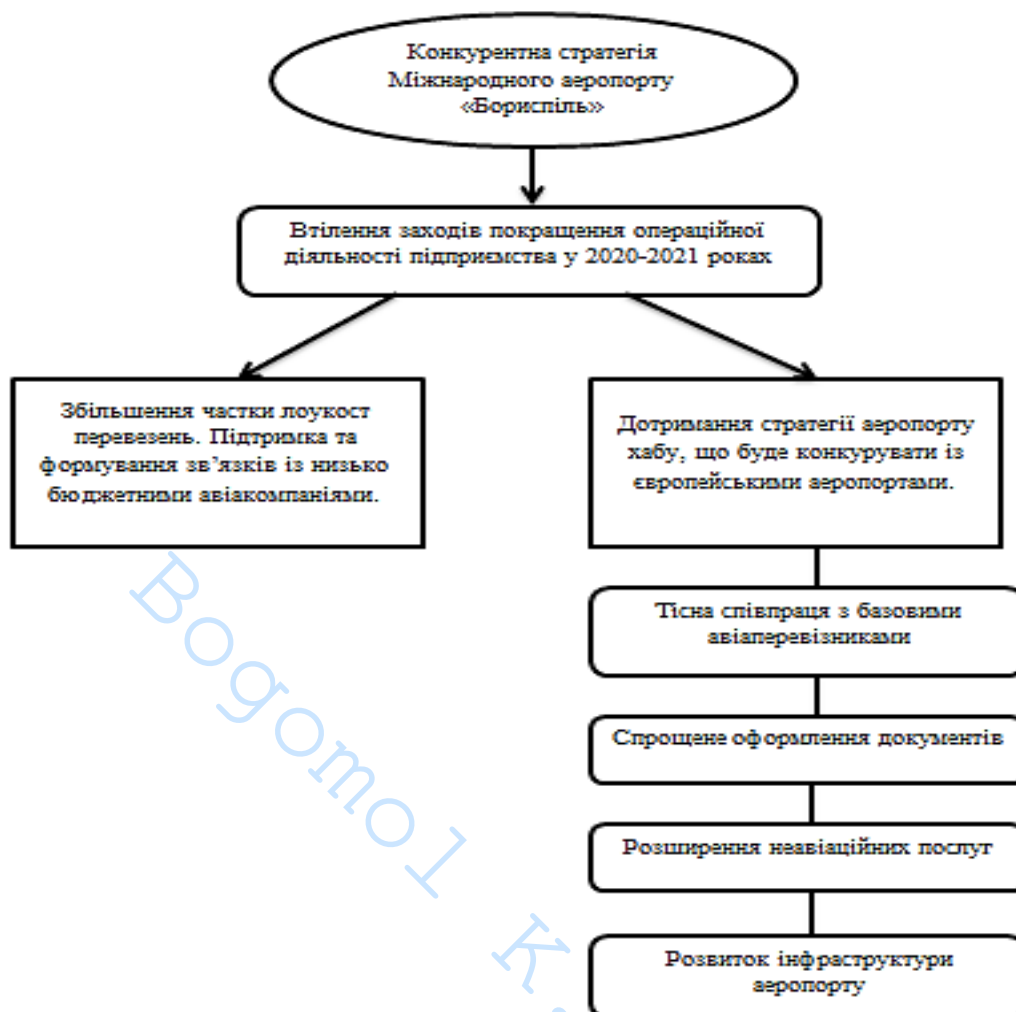 Конкурентна стратегія
Міжнародного аеропорту
«Бориспіль»
Втілення заходів покращення операційної
діяльності підприємства у 2020-2021 роках
Збільшення частки лоукост
перевезень. Підтримка та
формування зв’язків із низько
бюджетними авіакомпаніями.
Дотримання стратегії аеропорту
хабу, що буде конкурувати із
європейськими аеропортами.
Тісна співпраця з базовими
авіаперевізниками
Спрощене оформлення документів
Розширення неавіаційних послуг
Розвиток інфраструктури
аеропорту
Bogomol K.